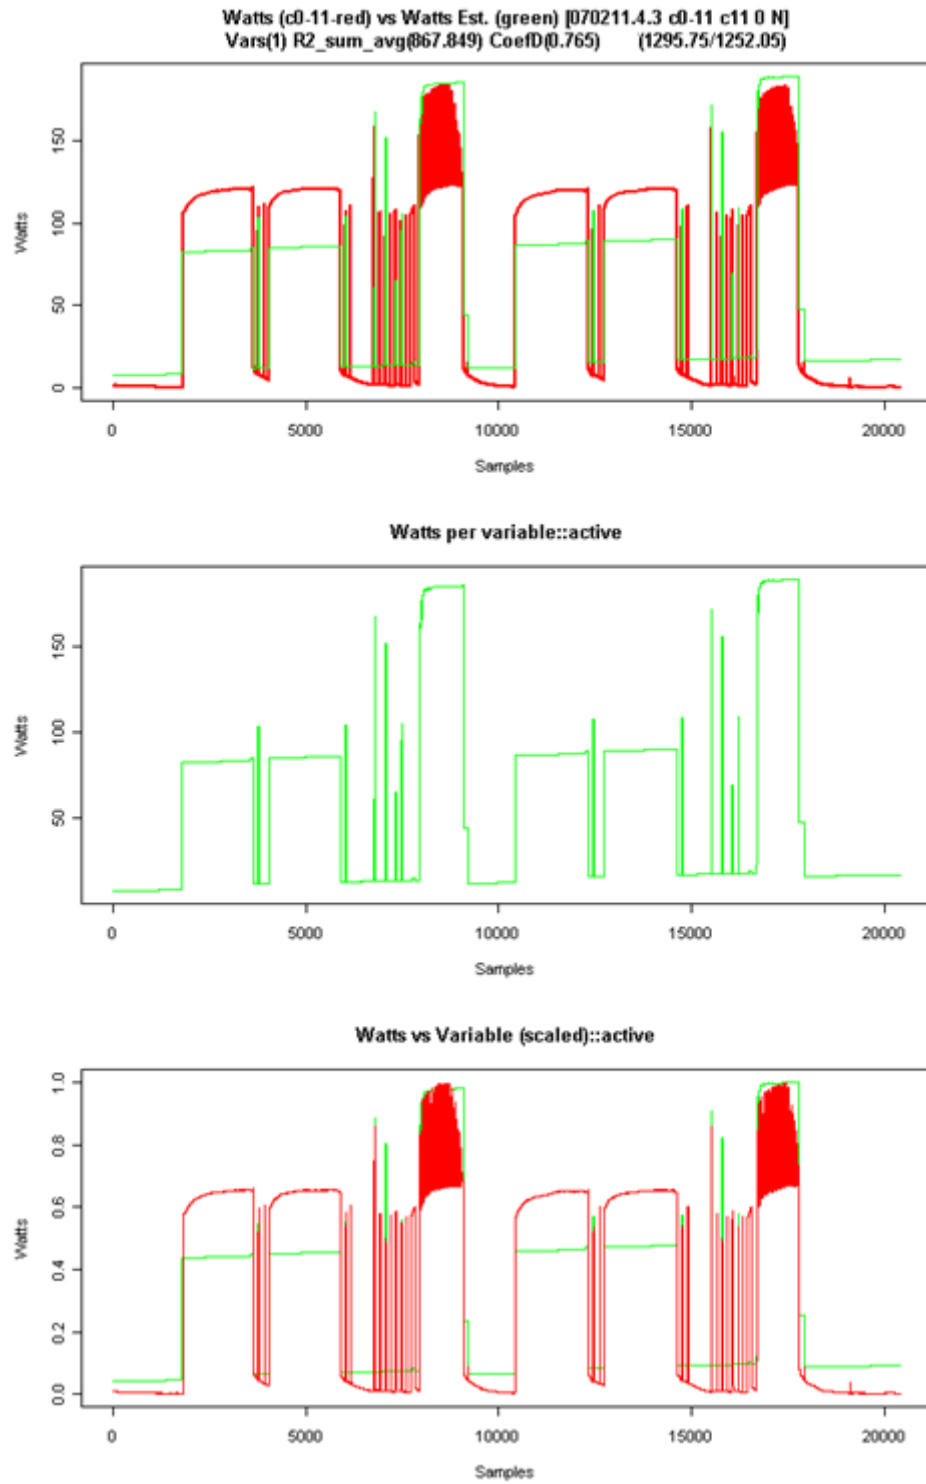 Watts (c0-11-red) vs Watts Est. (green) [070211.4.3 c0-11 c11 0 N]
Vars(1) R2_sum_avg(867.849) CoefD(0.765) (1295.75/1252.05)
Watts
150
100
50
0
0 5000 10000 15000 20000
Samples
Watts per variable::active
Watts
150
100
50
0 5000 10000 15000 20000
Samples
Watts vs Variable (scaled)::active
Watts
1.0
0.8
0.6
0.4
0.2
0.0
0 5000 10000 15000 20000
Samples